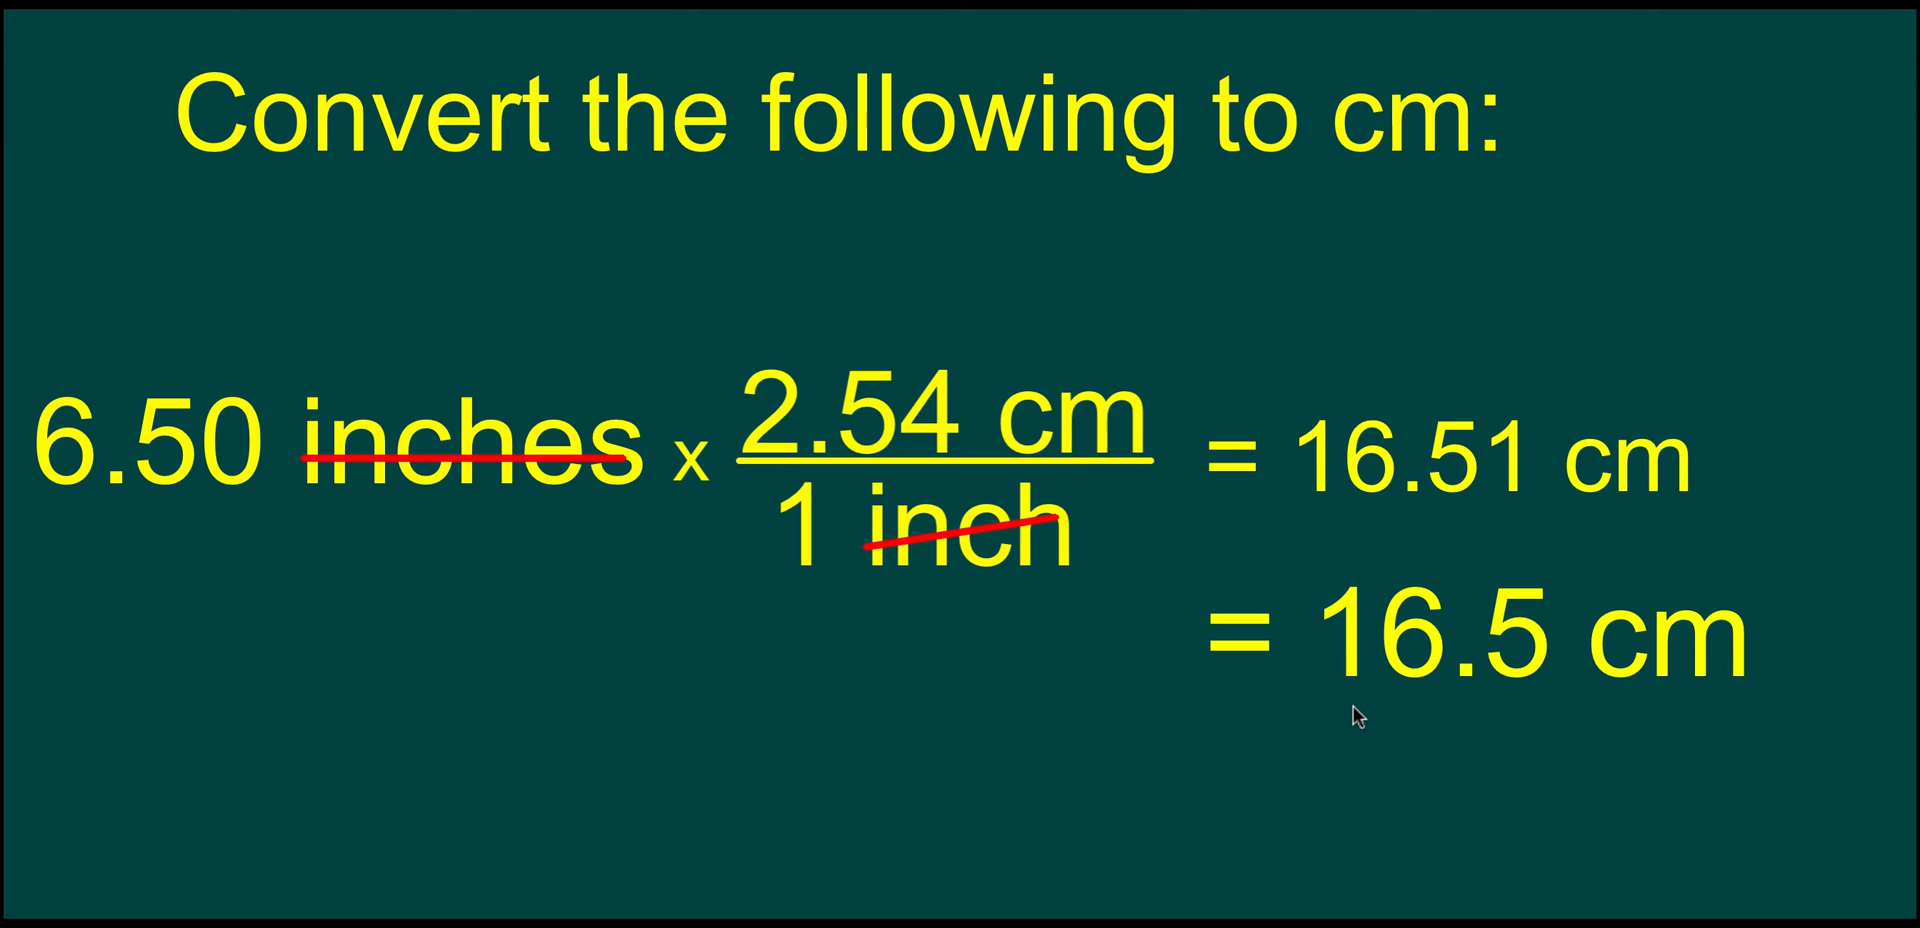 Convert the following to cm:
6.50 inches x 2.54 cm / 1 inch = 16.51 cm
= 16.5 cm